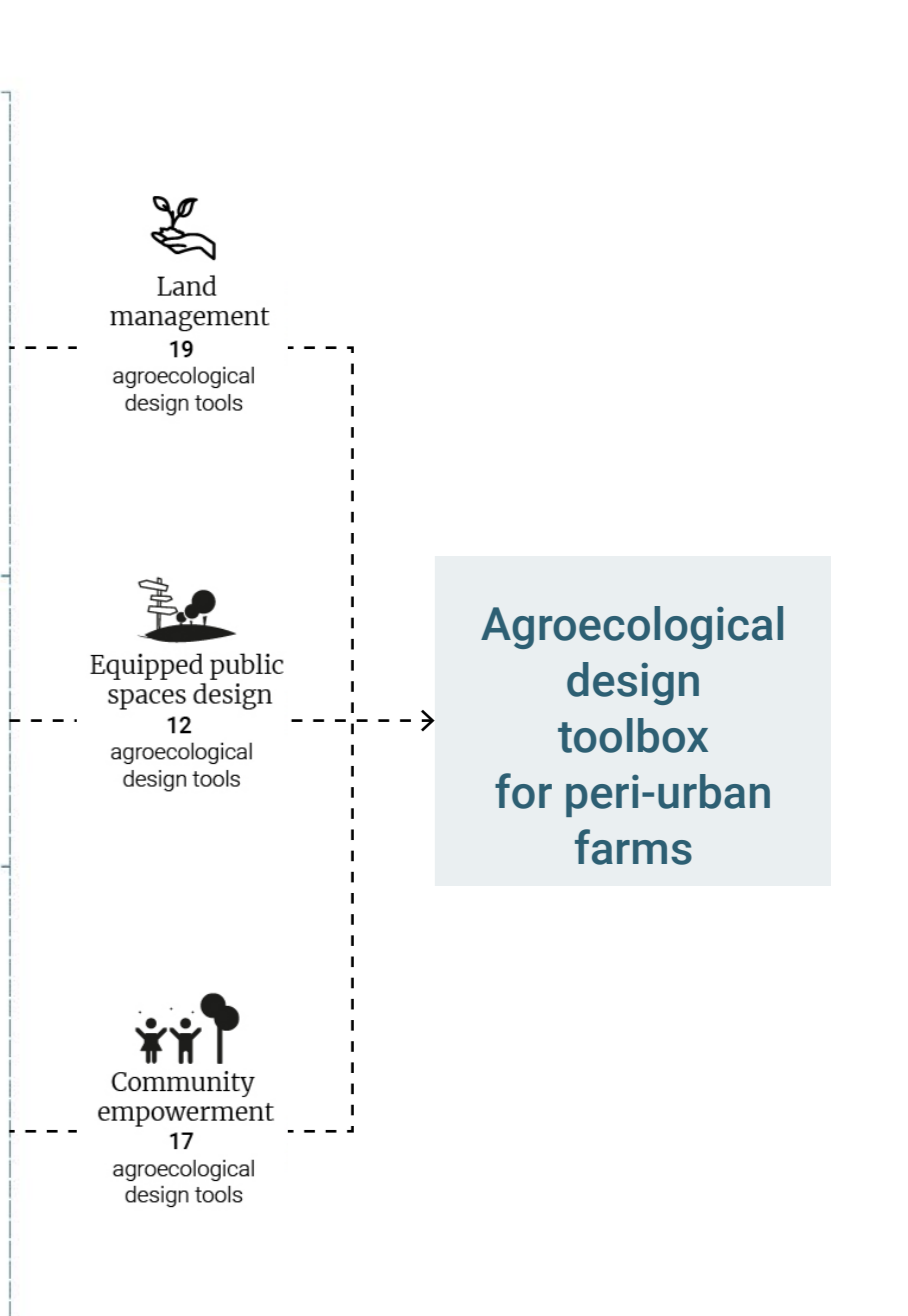 Land
management
19
agroecological
design tools
Equipped public
spaces design
12
agroecological
design tools
Community
empowerment
17
agroecological
design tools
Agroecological
design
toolbox
for peri-urban
farms